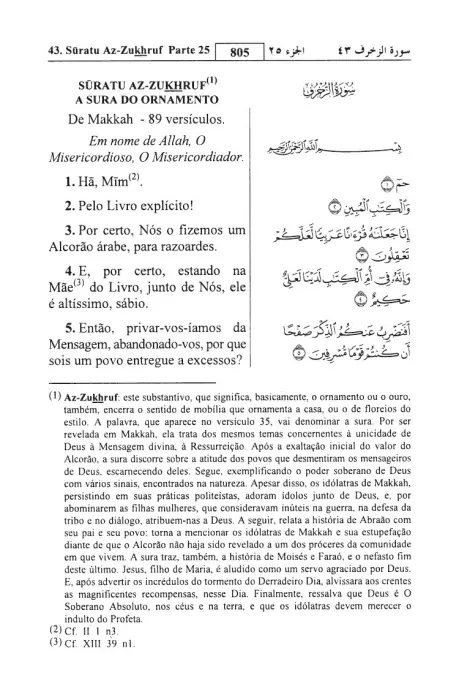 43. Sūratu Az-Zukhruf Parte 25 805 الجزء ٢٥ سورة الزخرف ٤٣
SŪRATU AZ-ZUKHRUF(1)
A SURA DO ORNAMENTO
سُورَةُ الزُّخْرُفِ
De Makkah - 89 versículos.
Em nome de Allah, O
Misericordioso, O Misericordiador.
بِسْمِ اللَّهِ الرَّحْمَٰنِ الرَّحِيمِ
1. Hā, Mīm(2).
حمٓ ١
2. Pelo Livro explícito!
وَالْكِتَابِ الْمُبِينِ ٢
3. Por certo, Nós o fizemos um
Alcorão árabe, para razoardes.
إِنَّا جَعَلْنَاهُ قُرْءَانًا عَرَبِيًّا لَّعَلَّكُمْ
تَعْقِلُونَ ٣
4. E, por certo, estando na
Mãe(3) do Livro, junto de Nós, ele
é altíssimo, sábio.
وَإِنَّهُ فِي أُمِّ الْكِتَابِ لَدَيْنَا لَعَلِيٌّ
حَكِيمٌ ٤
5. Então, privar-vos-íamos da
Mensagem, abandonado-vos, por que
sois um povo entregue a excessos?
أَفَنَضْرِبُ عَنكُمُ الذِّكْرَ صَفْحًا
أَن كُنتُمْ قَوْمًا مُّسْرِفِينَ ٥
(1) Az-Zukhruf: este substantivo, que significa, basicamente, o ornamento ou o ouro,
também, encerra o sentido de mobília que ornamenta a casa, ou o de floreios do
estilo. A palavra, que aparece no versículo 35, vai denominar a sura. Por ser
revelada em Makkah, ela trata dos mesmos temas concernentes à unicidade de
Deus à Mensagem divina, à Ressurreição. Após a exaltação inicial do valor do
Alcorão, a sura discorre sobre a atitude dos povos que desmentiram os mensageiros
de Deus, escarnecendo deles. Segue, exemplificando o poder soberano de Deus
com vários sinais, encontrados na natureza. Apesar disso, os idólatras de Makkah,
persistindo em suas práticas politeistas, adoram ídolos junto de Deus, e, por
abominarem as filhas mulheres, que consideravam inúteis na guerra, na defesa da
tribo e no diálogo, atribuem-nas a Deus. A seguir, relata a história de Abraão com
seu pai e seu povo: torna a mencionar os idólatras de Makkah e sua estupefação
diante de que o Alcorão não haja sido revelado a um dos próceres da comunidade
em que vivem. A sura traz, também, a história de Moisés e Faraó, e o nefasto fim
deste último. Jesus, filho de Maria, é aludido como um servo agraciado por Deus.
E, após advertir os incrédulos do tormento do Derradeiro Dia, alvissara aos crentes
as magnificentes recompensas, nesse Dia. Finalmente, ressalva que Deus é O
Soberano Absoluto, nos céus e na terra, e que os idólatras devem merecer o
indulto do Profeta.
(2) Cf. II 1 n3.
(3) Cf. XIII 39 n1.